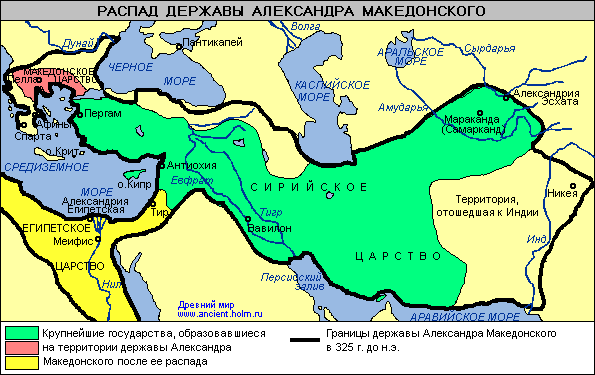 РАСПАД ДЕРЖАВЫ АЛЕКСАНДРА МАКЕДОНСКОГО
Волга
Дунай
Пантикапей
ЧЕРНОЕ
МОРЕ
АРАЛЬСКОЕ
МОРЕ
Сырдарья
КАСПИЙСКОЕ
МОРЕ
МАКЕДОНСКОЕ
Пелла
ЦАРСТВО
Александрия
Эсхата
Амударья
Мараканда
(Самарканд)
Пергам
Афины
Спарта
о.Крит
СРЕДИЗЕМНОЕ
МОРЕ
Антиохия
Евфрат
о.Кипр
СИРИЙСКОЕ
ЦАРСТВО
Территория,
отошедшая к Индии
Никея
Александрия
Египетская
Тир
Тигр
Вавилон
ЕГИПЕТСКОЕ
Меифис
ЦАРСТВО
Нил
Инд
Персидский
залив
АРАВИЙСКОЕ МОРЕ
Древний мир
www.ancient.holm.ru
Крупнейшие государства, образовавшиеся
на территории державы Александра
Македонского после ее распада
Границы державы Александра Македонского
в 325 г. до н.э.